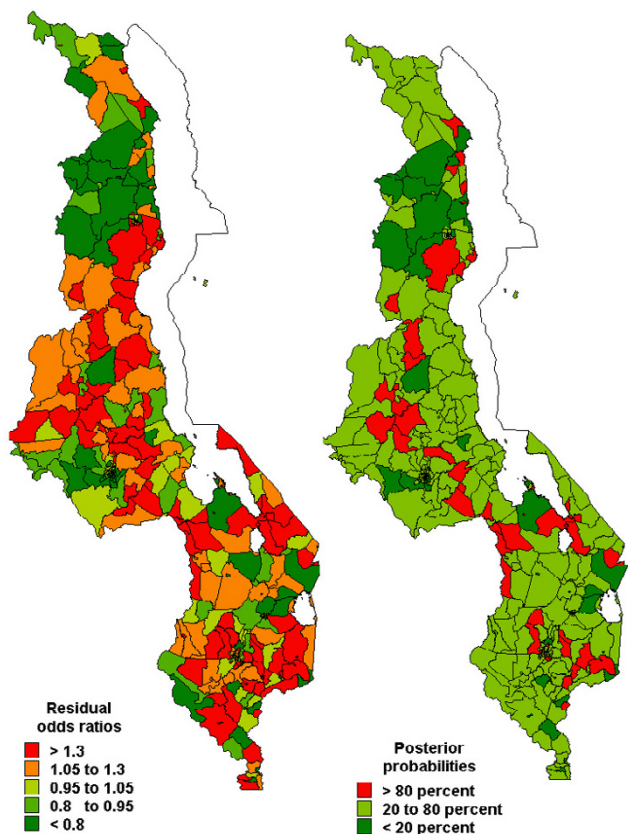 Residual
odds ratios
> 1.3
1.05 to 1.3
0.95 to 1.05
0.8 to 0.95
< 0.8
Posterior
probabilities
> 80 percent
20 to 80 percent
< 20 percent